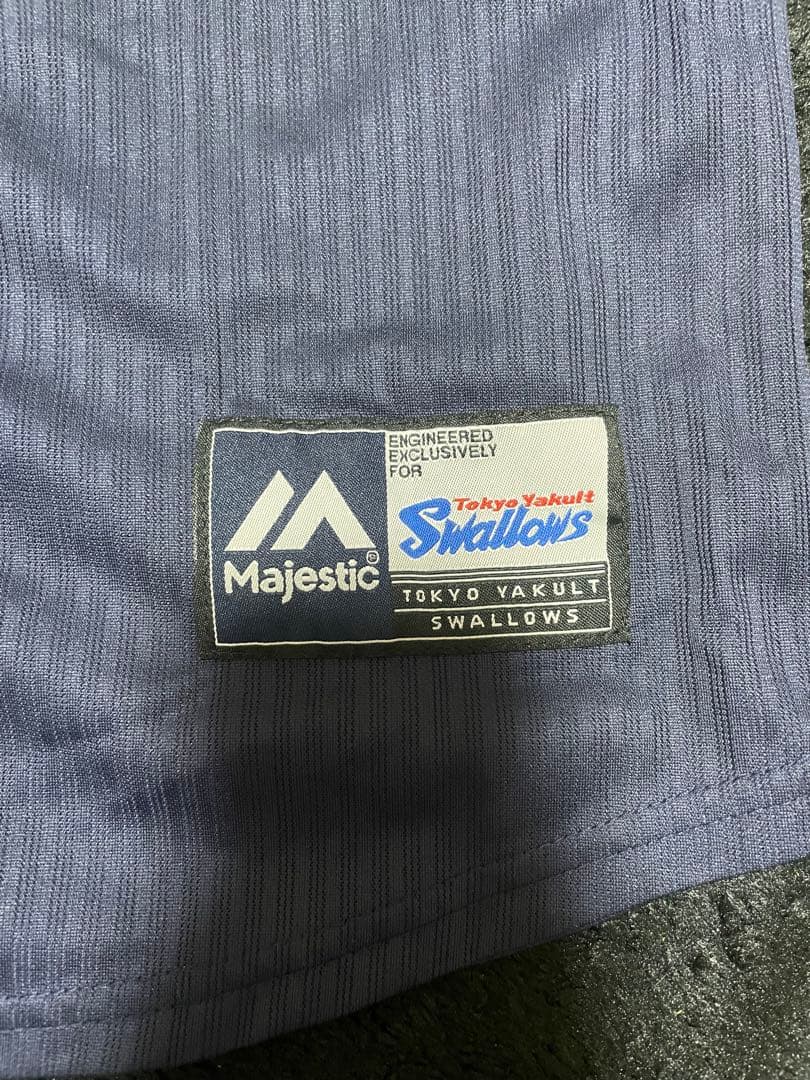 Majestic®
ENGINEERED
EXCLUSIVELY
FOR
Tokyo Yakult
Swallows
TOKYO YAKULT
SWALLOWS